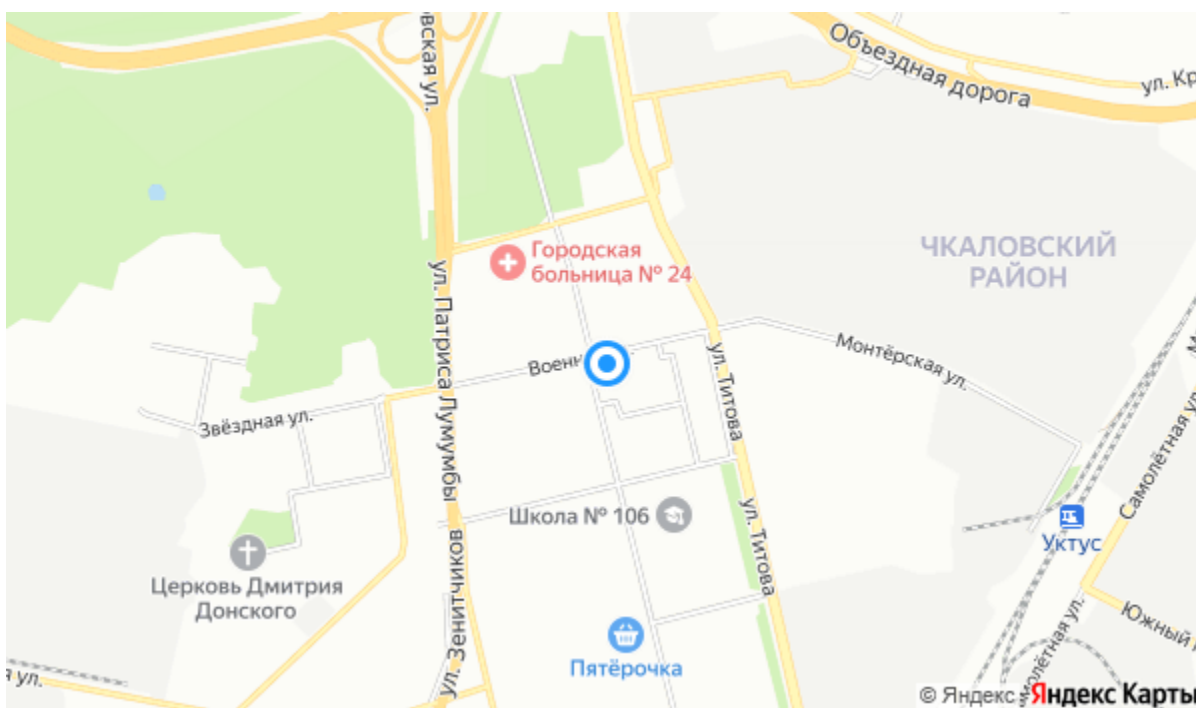 вская ул.
Объездная дорога
ул. Кр
Городская
больница № 24
ЧКАЛОВСКИЙ
РАЙОН
ул. Патриса Лумумбы
Военн
ул. Титова
Монтёрская ул.
Звёздная ул.
Самолётная ул.
Школа № 106
ул. Титова
Уктус
Церковь Дмитрия
Донского
ул. Зенитчиков
Южный
Пятёрочка
я ул.
молётная ул.
© Яндекс Яндекс Карты